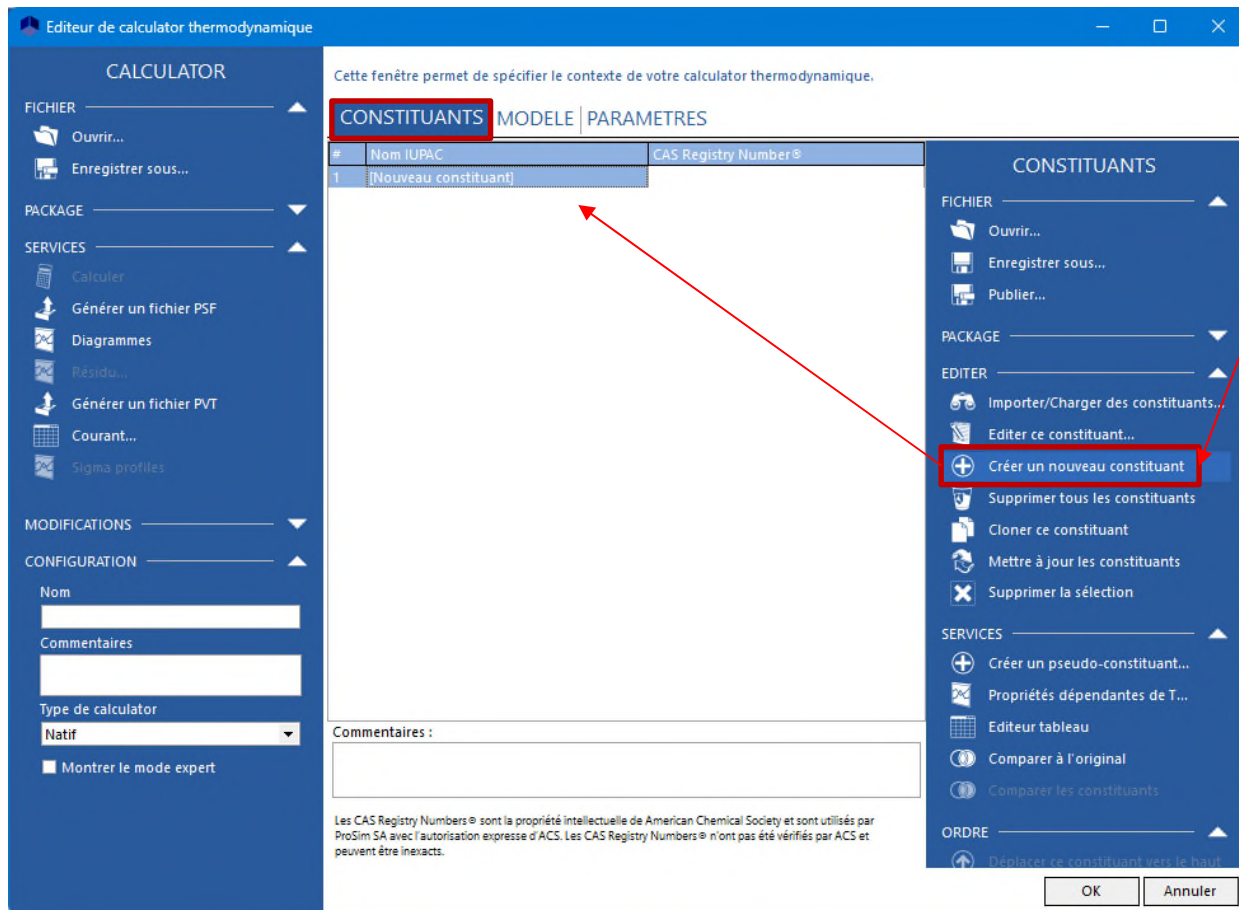 Editeur de calculator thermodynamique
CALCULATOR
FICHIER
Ouvrir...
Enregistrer sous...
PACKAGE
SERVICES
Calculer
Générer un fichier PSF
Diagrammes
Résidu...
Générer un fichier PVT
Courant...
Sigma profiles
MODIFICATIONS
CONFIGURATION
Nom
Commentaires
Type de calculator
Natif
Montrer le mode expert
Cette fenêtre permet de spécifier le contexte de votre calculator thermodynamique.
CONSTITUANTS MODELE PARAMETRES
# Nom IUPAC CAS Registry Number®
1 [Nouveau constituant]
Commentaires :
Les CAS Registry Numbers® sont la propriété intellectuelle de American Chemical Society et sont utilisés par
ProSim SA avec l'autorisation expresse d'ACS. Les CAS Registry Numbers® n'ont pas été vérifiés par ACS et
peuvent être inexacts.
CONSTITUANTS
FICHIER
Ouvrir...
Enregistrer sous...
Publier...
PACKAGE
EDITER
Importer/Charger des constituants...
Editer ce constituant...
Créer un nouveau constituant
Supprimer tous les constituants
Cloner ce constituant
Mettre à jour les constituants
Supprimer la sélection
SERVICES
Créer un pseudo-constituant...
Propriétés dépendantes de T...
Editeur tableau
Comparer à l'original
Comparer les constituants
ORDRE
Déplacer ce constituant vers le haut
OK Annuler